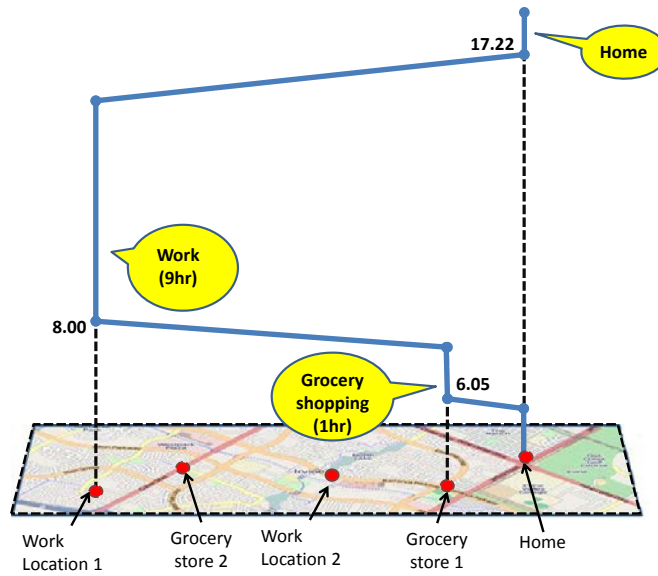 17.22
Home
Work
(9hr)
8.00
Grocery
shopping
(1hr)
6.05
Work
Location 1
Grocery
store 2
Work
Location 2
Grocery
store 1
Home